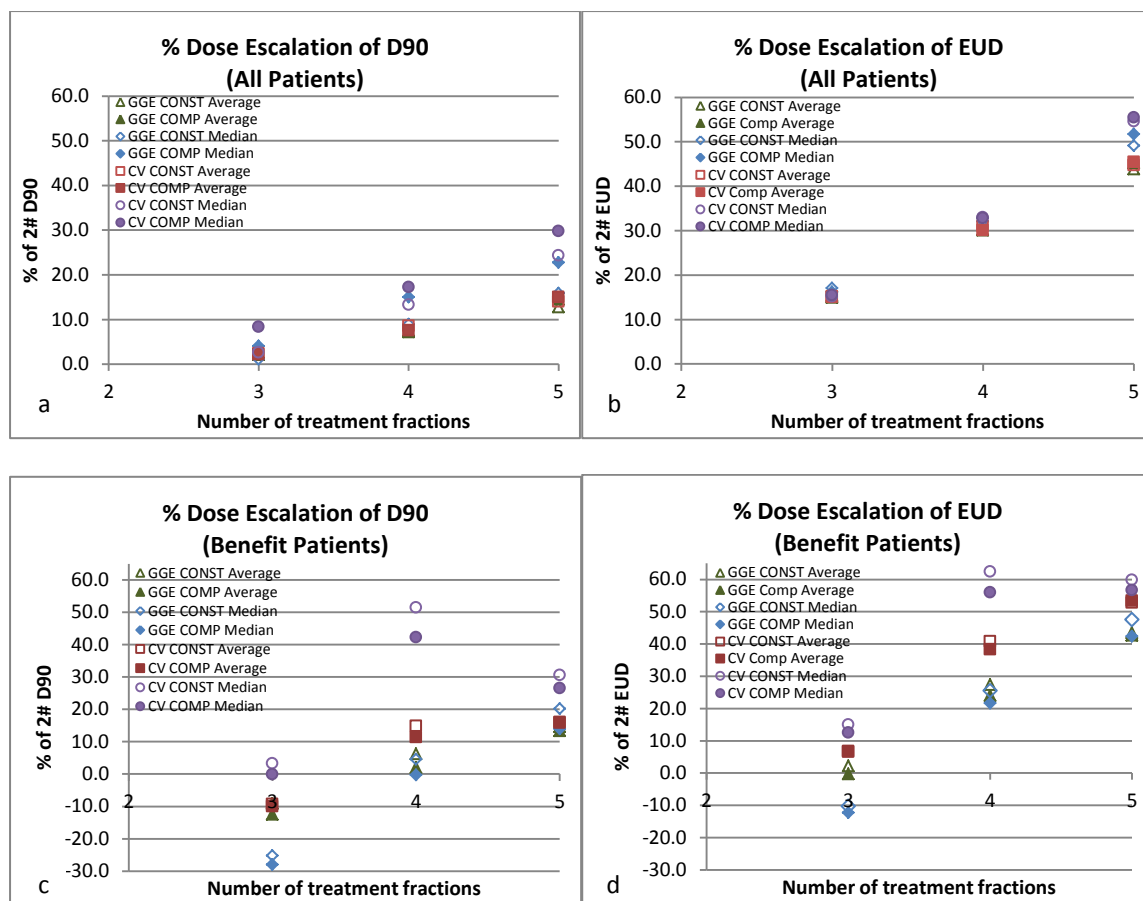 % Dose Escalation of D90
(All Patients)
60.0
50.0
40.0
30.0
20.0
10.0
0.0
% of 2# D90
GGE CONST Average
GGE COMP Average
GGE CONST Median
GGE COMP Median
CV CONST Average
CV COMP Average
CV CONST Median
CV COMP Median
2 3 4 5
Number of treatment fractions
a
% Dose Escalation of EUD
(All Patients)
60.0
50.0
40.0
30.0
20.0
10.0
0.0
% of 2# EUD
GGE CONST Average
GGE Comp Average
GGE CONST Median
GGE COMP Median
CV CONST Average
CV Comp Average
CV CONST Median
CV COMP Median
2 3 4 5
Number of treatment fractions
b
% Dose Escalation of D90
(Benefit Patients)
60.0
50.0
40.0
30.0
20.0
10.0
0.0
-10.0
-20.0
-30.0
% of 2# D90
GGE CONST Average
GGE COMP Average
GGE CONST Median
GGE COMP Median
CV CONST Average
CV COMP Average
CV CONST Median
CV COMP Median
2 3 4 5
Number of treatment fractions
c
% Dose Escalation of EUD
(Benefit Patients)
60.0
50.0
40.0
30.0
20.0
10.0
0.0
-10.0
-20.0
-30.0
% of 2# EUD
GGE CONST Average
GGE Comp Average
GGE CONST Median
GGE COMP Median
CV CONST Average
CV Comp Average
CV CONST Median
CV COMP Median
2 3 4 5
Number of treatment fractions
d